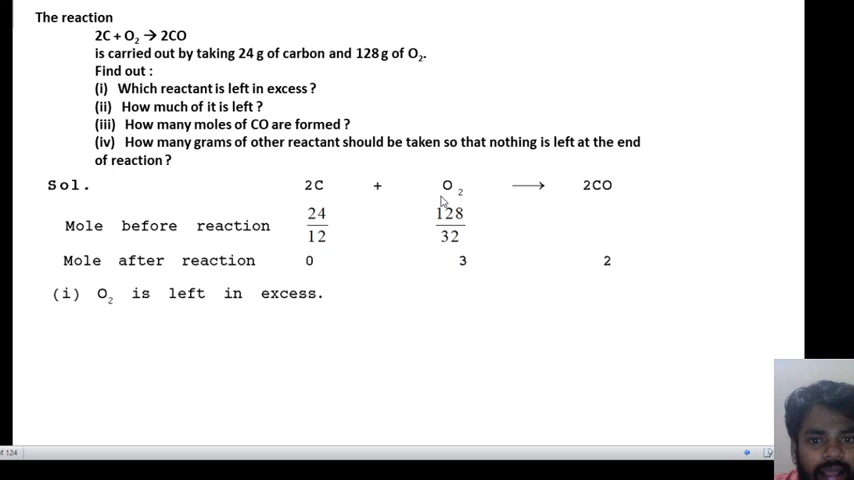 The reaction
2C + O₂ → 2CO
is carried out by taking 24 g of carbon and 128 g of O₂.
Find out :
(i) Which reactant is left in excess ?
(ii) How much of it is left ?
(iii) How many moles of CO are formed ?
(iv) How many grams of other reactant should be taken so that nothing is left at the end
of reaction ?
Sol. 2C + O₂ ⟶ 2CO
Mole before reaction 24/12 128/32
Mole after reaction 0 3 2
(i) O₂ is left in excess.
of 124